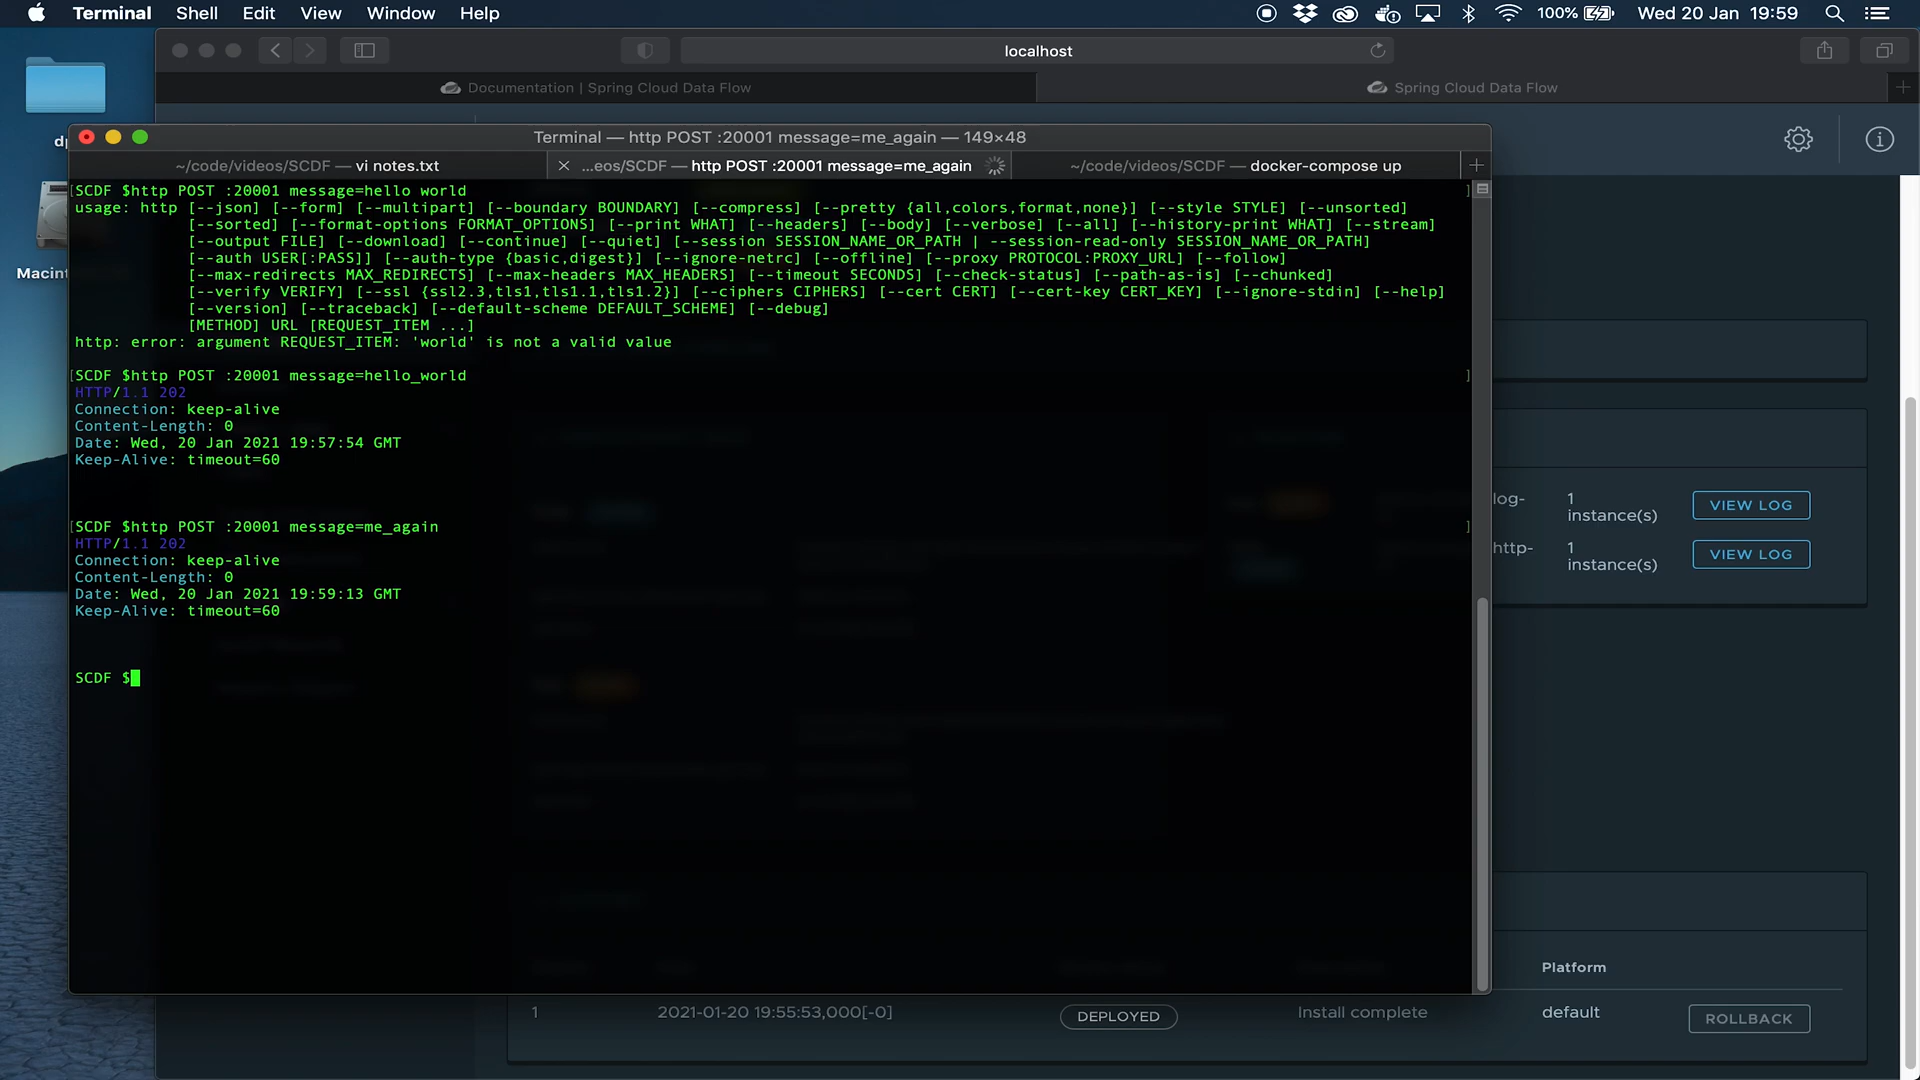 Terminal Shell Edit View Window Help 100% Wed 20 Jan 19:59
localhost
Documentation | Spring Cloud Data Flow
Spring Cloud Data Flow
Terminal — http POST :20001 message=me_again — 149×48
~/code/videos/SCDF — vi notes.txt
...eos/SCDF — http POST :20001 message=me_again
~/code/videos/SCDF — docker-compose up
[SCDF $http POST :20001 message=hello world ]
usage: http [--json] [--form] [--multipart] [--boundary BOUNDARY] [--compress] [--pretty {all,colors,format,none}] [--style STYLE] [--unsorted]
[--sorted] [--format-options FORMAT_OPTIONS] [--print WHAT] [--headers] [--body] [--verbose] [--all] [--history-print WHAT] [--stream]
[--output FILE] [--download] [--continue] [--quiet] [--session SESSION_NAME_OR_PATH | --session-read-only SESSION_NAME_OR_PATH]
[--auth USER[:PASS]] [--auth-type {basic,digest}] [--ignore-netrc] [--offline] [--proxy PROTOCOL:PROXY_URL] [--follow]
[--max-redirects MAX_REDIRECTS] [--max-headers MAX_HEADERS] [--timeout SECONDS] [--check-status] [--path-as-is] [--chunked]
[--verify VERIFY] [--ssl {ssl2.3,tls1,tls1.1,tls1.2}] [--ciphers CIPHERS] [--cert CERT] [--cert-key CERT_KEY] [--ignore-stdin] [--help]
[--version] [--traceback] [--default-scheme DEFAULT_SCHEME] [--debug]
[METHOD] URL [REQUEST_ITEM ...]
http: error: argument REQUEST_ITEM: 'world' is not a valid value
[SCDF $http POST :20001 message=hello_world ]
HTTP/1.1 202
Connection: keep-alive
Content-Length: 0
Date: Wed, 20 Jan 2021 19:57:54 GMT
Keep-Alive: timeout=60
[SCDF $http POST :20001 message=me_again ]
HTTP/1.1 202
Connection: keep-alive
Content-Length: 0
Date: Wed, 20 Jan 2021 19:59:13 GMT
Keep-Alive: timeout=60
SCDF $
Macin
log-
1
instance(s)
VIEW LOG
http-
1
instance(s)
VIEW LOG
Platform
1 2021-01-20 19:55:53,000[-0] DEPLOYED Install complete default ROLLBACK